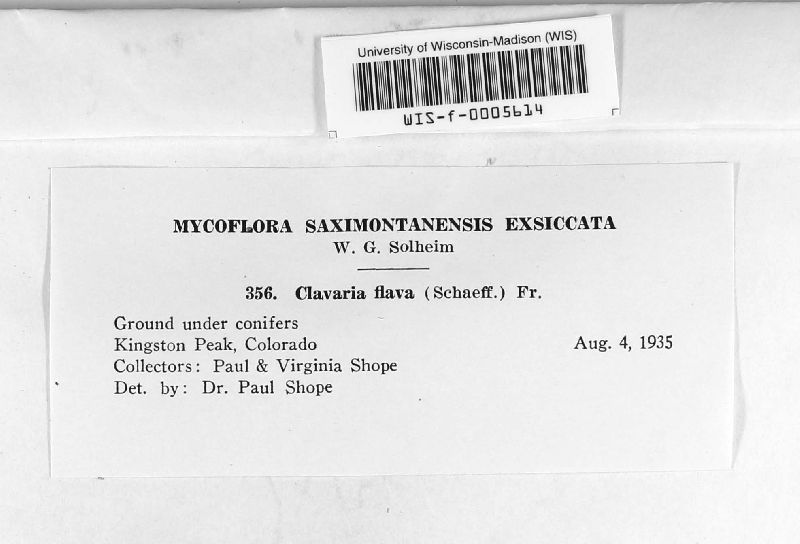 University of Wisconsin-Madison (WIS)
WIS-f-0005614
MYCOFLORA SAXIMONTANENSIS EXSICCATA
W. G. Solheim
356. Clavaria flava (Schaeff.) Fr.
Ground under conifers
Kingston Peak, Colorado Aug. 4, 1935
Collectors: Paul & Virginia Shope
Det. by: Dr. Paul Shope